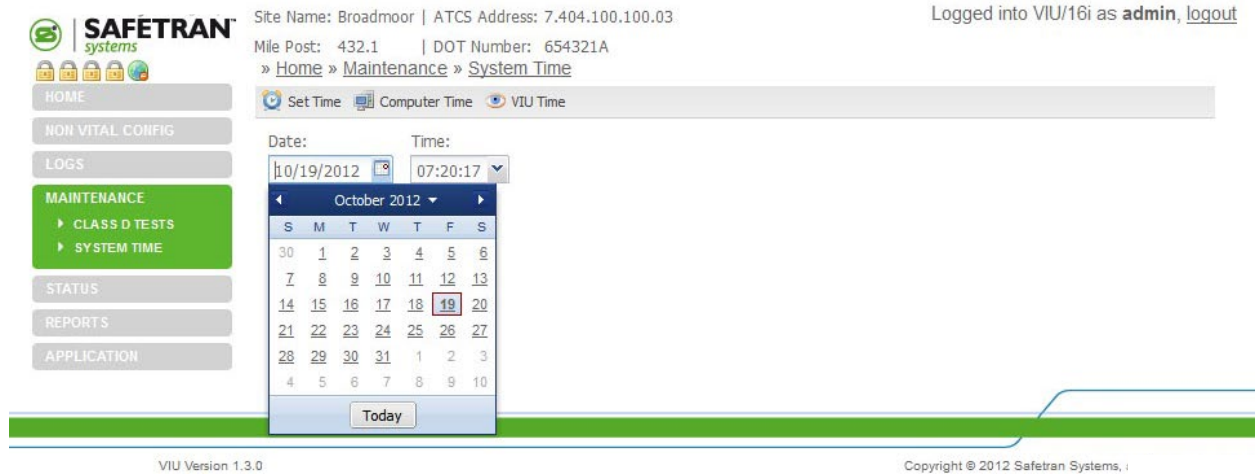 SAFETRAN
systems
Site Name: Broadmoor | ATCS Address: 7.404.100.100.03
Logged into VIU/16i as admin, logout
Mile Post: 432.1 | DOT Number: 654321A
» Home » Maintenance » System Time
Set Time Computer Time VIU Time
HOME
NON VITAL CONFIG
LOGS
MAINTENANCE
CLASS D TESTS
SYSTEM TIME
STATUS
REPORTS
APPLICATION
Date: Time:
10/19/2012 07:20:17
October 2012
S M T W T F S
30 1 2 3 4 5 6
7 8 9 10 11 12 13
14 15 16 17 18 19 20
21 22 23 24 25 26 27
28 29 30 31 1 2 3
4 5 6 7 8 9 10
Today
VIU Version 1.3.0
Copyright © 2012 Safetran Systems,